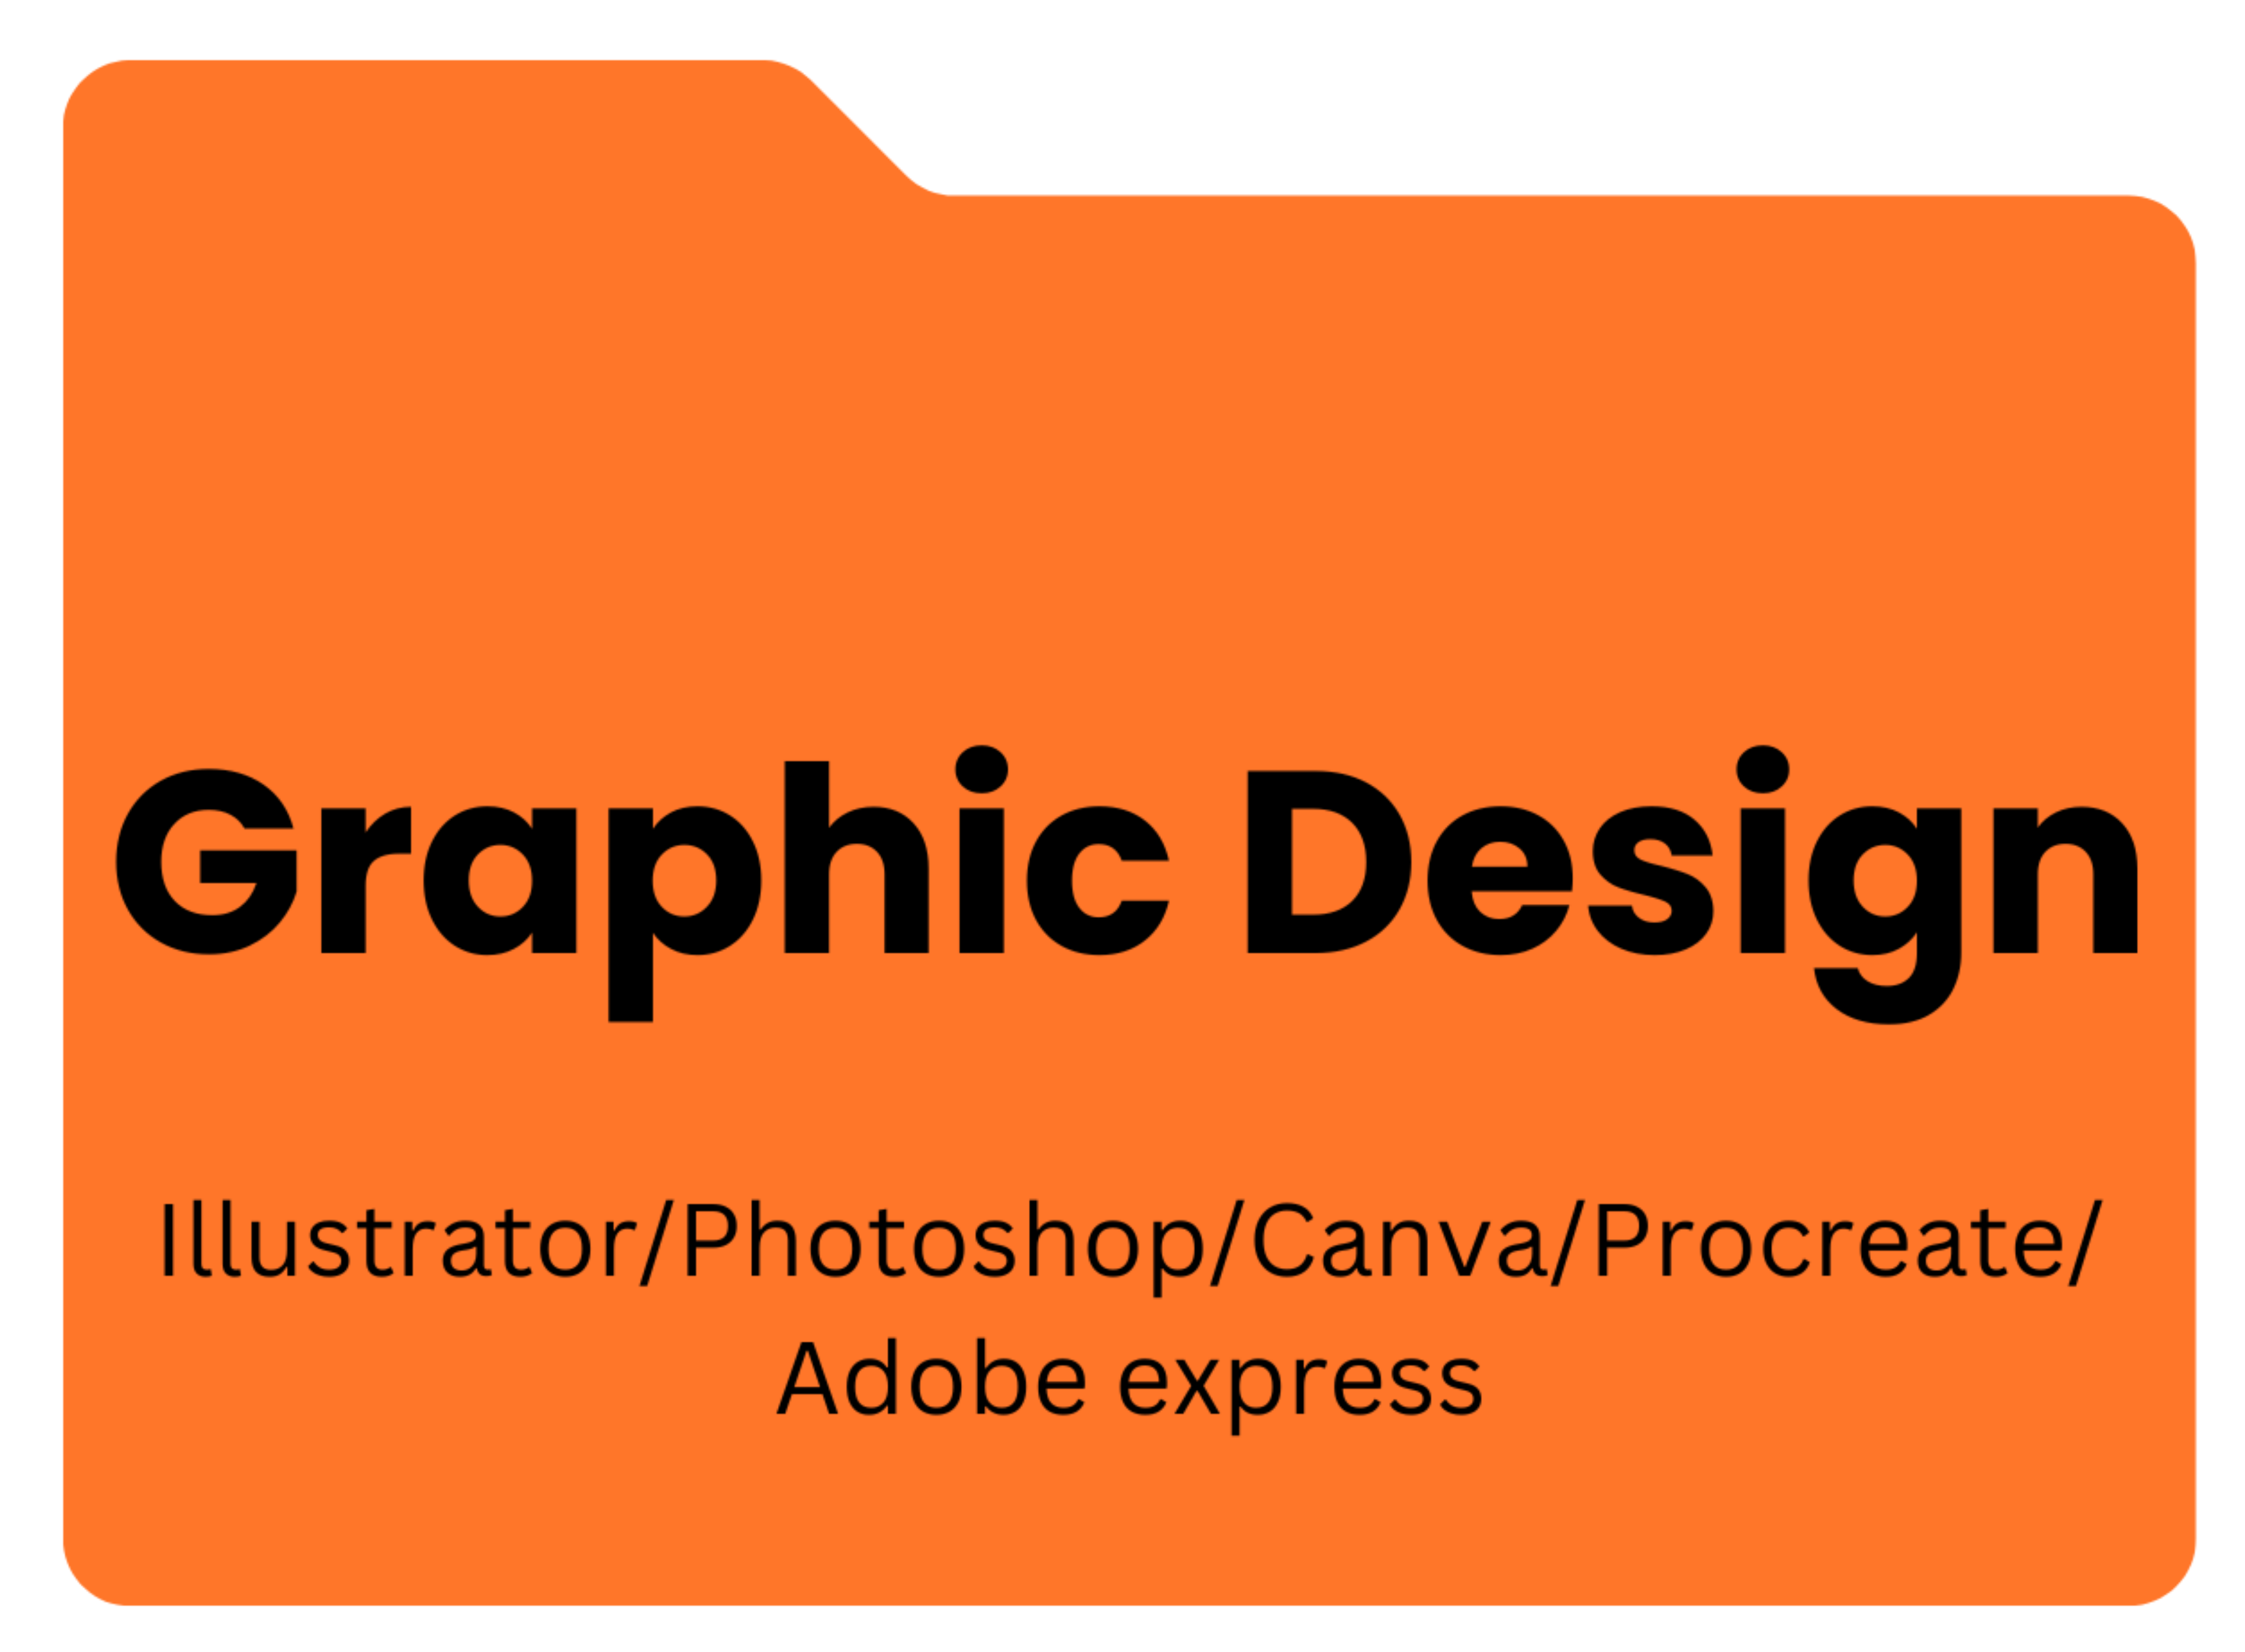 Graphic Design
Illustrator/Photoshop/Canva/Procreate/
Adobe express